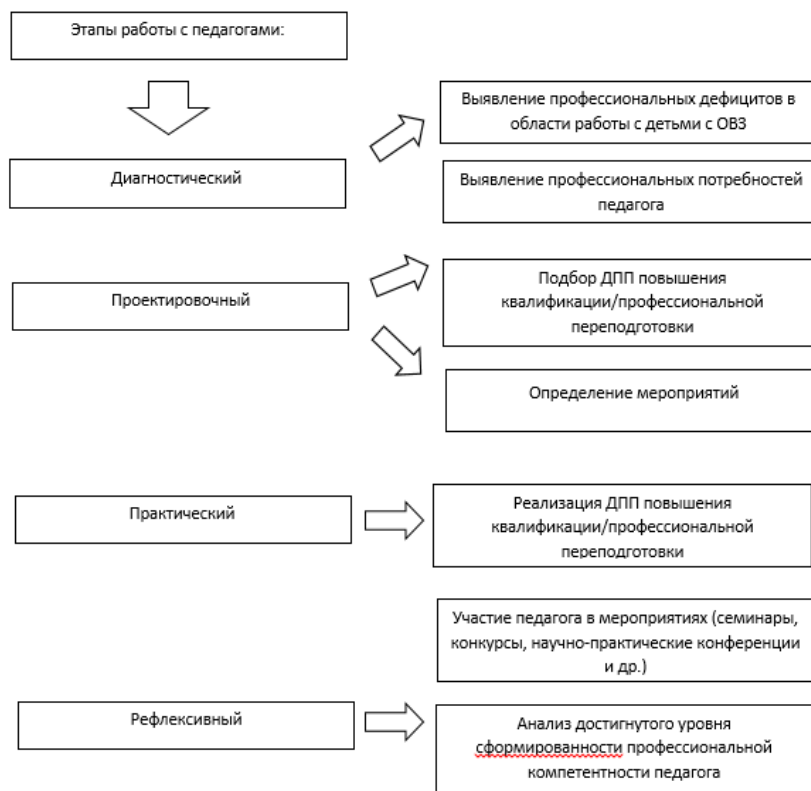 Этапы работы с педагогами:
Выявление профессиональных дефицитов в
области работы с детьми с ОВЗ
Диагностический
Выявление профессиональных потребностей
педагога
Проектировочный
Подбор ДПП повышения
квалификации/профессиональной
переподготовки
Определение мероприятий
Практический
Реализация ДПП повышения
квалификации/профессиональной
переподготовки
Участие педагога в мероприятиях (семинары,
конкурсы, научно-практические конференции
и др.)
Рефлексивный
Анализ достигнутого уровня
сформированности профессиональной
компетентности педагога